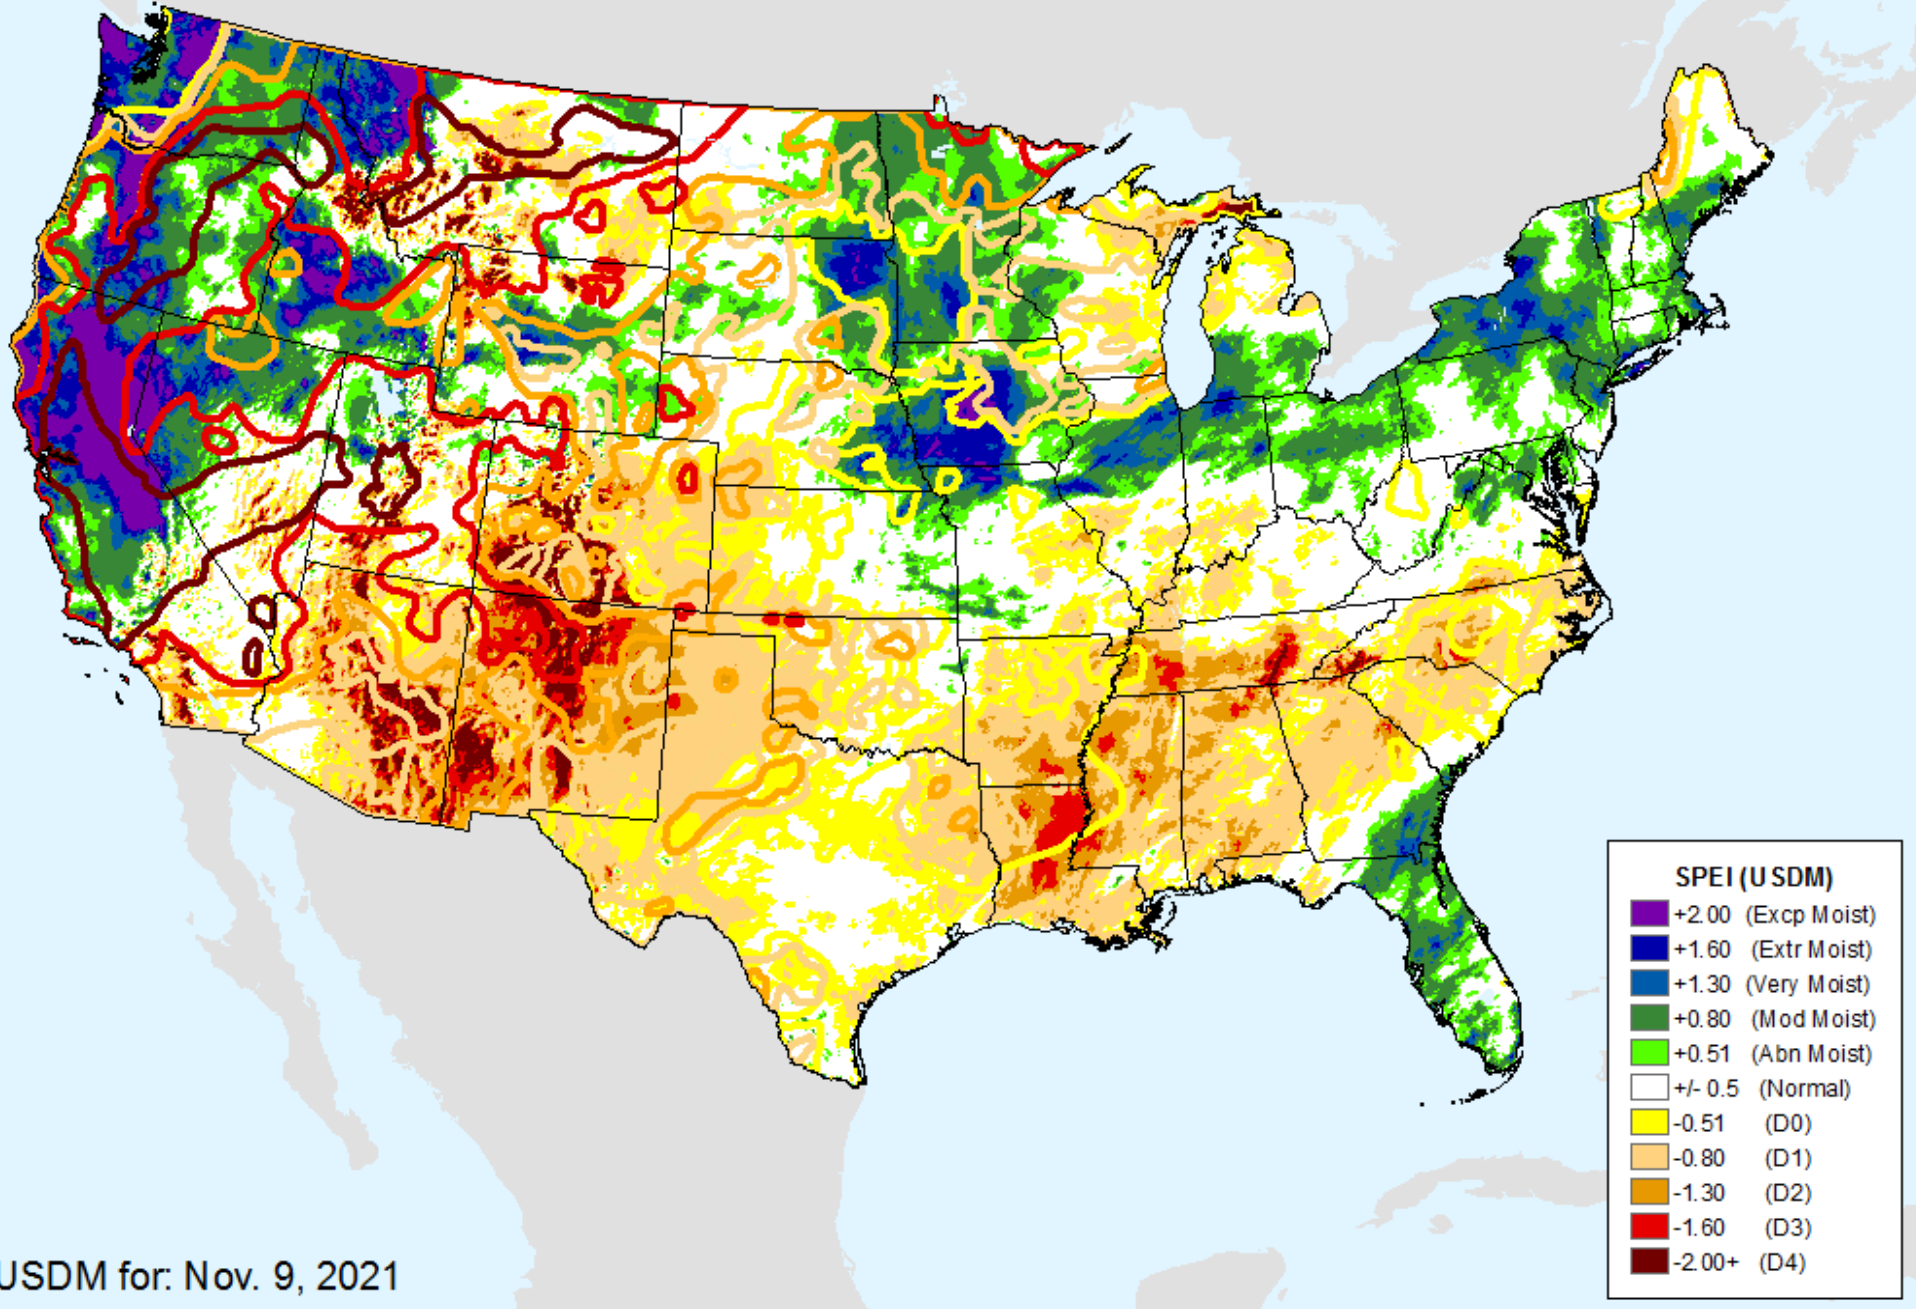 SPEI (USDM)
+2.00 (Excp Moist)
+1.60 (Extr Moist)
+1.30 (Very Moist)
+0.80 (Mod Moist)
+0.51 (Abn Moist)
+/- 0.5 (Normal)
-0.51 (D0)
-0.80 (D1)
-1.30 (D2)
-1.60 (D3)
-2.00+ (D4)
USDM for: Nov. 9, 2021